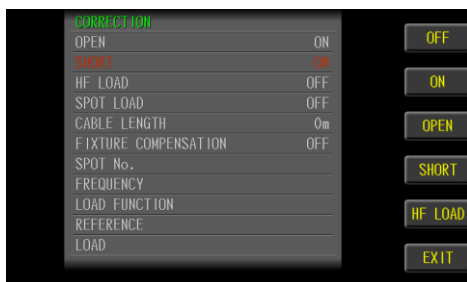 CORRECTION
OPEN ON
SHORT ON
HF LOAD OFF
SPOT LOAD OFF
CABLE LENGTH 0m
FIXTURE COMPENSATION OFF
SPOT No.
FREQUENCY
LOAD FUNCTION
REFERENCE
LOAD
OFF
ON
OPEN
SHORT
HF LOAD
EXIT